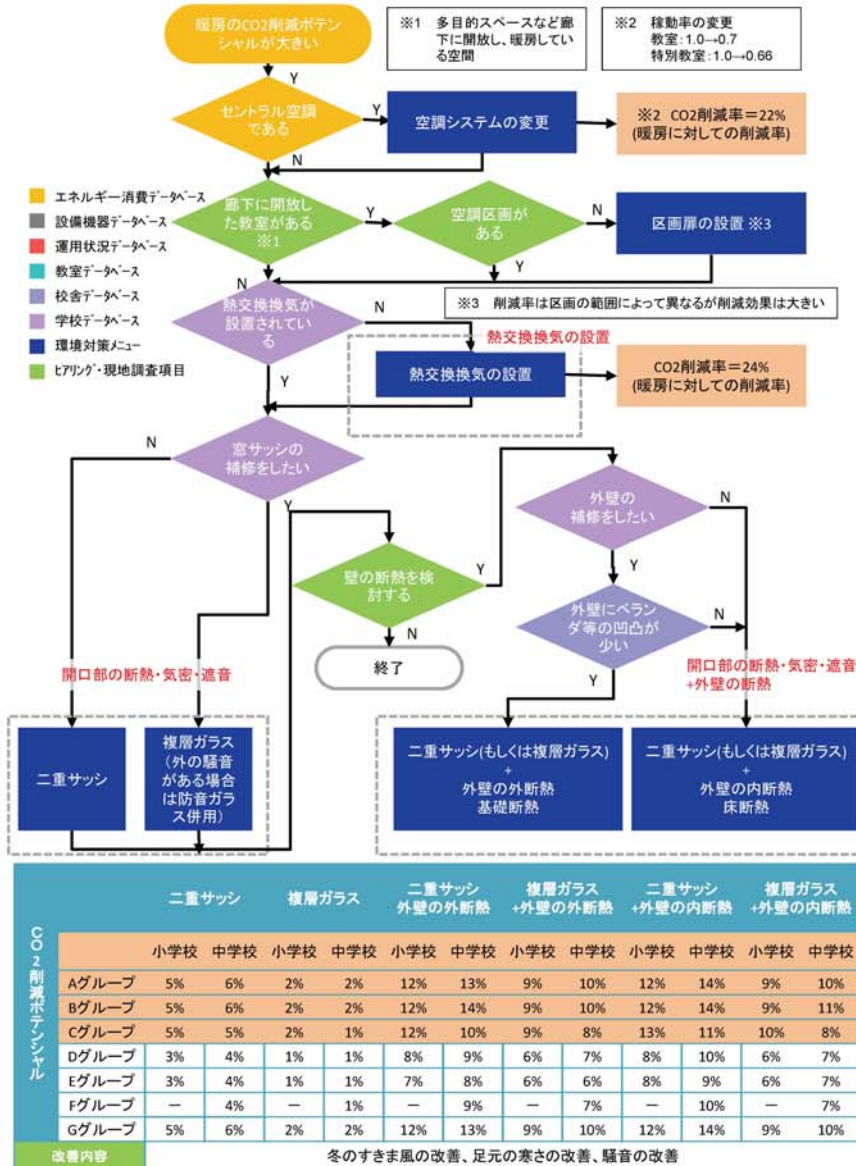 暖房のCO2削減ポテン
シャルが大きい
※1 多目的スペースなど廊
下に開放し、暖房してい
る空間
※2 稼動率の変更
教室:1.0→0.7
特別教室:1.0→0.66
Y
セントラル空調
である
Y
空調システムの変更
※2 CO2削減率=22%
(暖房に対しての削減率)
N
エネルギー消費データベース
設備機器データベース
運用状況データベース
教室データベース
校舎データベース
学校データベース
環境対策メニュー
ヒアリング・現地調査項目
廊下に開放し
た教室がある
※1
Y
空調区画が
ある
N
区画扉の設置 ※3
Y
N
熱交換換気が
設置されてい
る
N
※3 削減率は区画の範囲によって異なるが削減効果は大きい
熱交換換気の設置
熱交換換気の設置
CO2削減率=24%
(暖房に対しての削減率)
Y
N
窓サッシの
補修をしたい
Y
外壁の
補修をしたい
N
壁の断熱を検
討する
Y
Y
外壁にベラン
ダ等の凹凸が
少い
N
N
終了
Y
開口部の断熱・気密・遮音
開口部の断熱・気密・遮音
+外壁の断熱
二重サッシ
複層ガラス
(外の騒音
がある場合
は防音ガラ
ス併用)
二重サッシ(もしくは複層ガラス)
+
外壁の外断熱
基礎断熱
二重サッシ(もしくは複層ガラス)
+
外壁の内断熱
床断熱
CO2削減ポテンシャル
二重サッシ 複層ガラス 二重サッシ 外壁の外断熱 複層ガラス +外壁の外断熱 二重サッシ +外壁の内断熱 複層ガラス +外壁の内断熱
小学校 中学校 小学校 中学校 小学校 中学校 小学校 中学校 小学校 中学校 小学校 中学校
Aグループ 5% 6% 2% 2% 12% 13% 9% 10% 12% 14% 9% 10%
Bグループ 5% 6% 2% 2% 12% 14% 9% 10% 12% 14% 9% 11%
Cグループ 5% 5% 2% 1% 12% 10% 9% 8% 13% 11% 10% 8%
Dグループ 3% 4% 1% 1% 8% 9% 6% 7% 8% 10% 6% 7%
Eグループ 3% 4% 1% 1% 7% 8% 6% 6% 8% 9% 6% 7%
Fグループ － 4% － 1% － 9% － 7% － 10% － 7%
Gグループ 5% 6% 2% 2% 12% 13% 9% 10% 12% 14% 9% 10%
改善内容 冬のすきま風の改善、足元の寒さの改善、騒音の改善